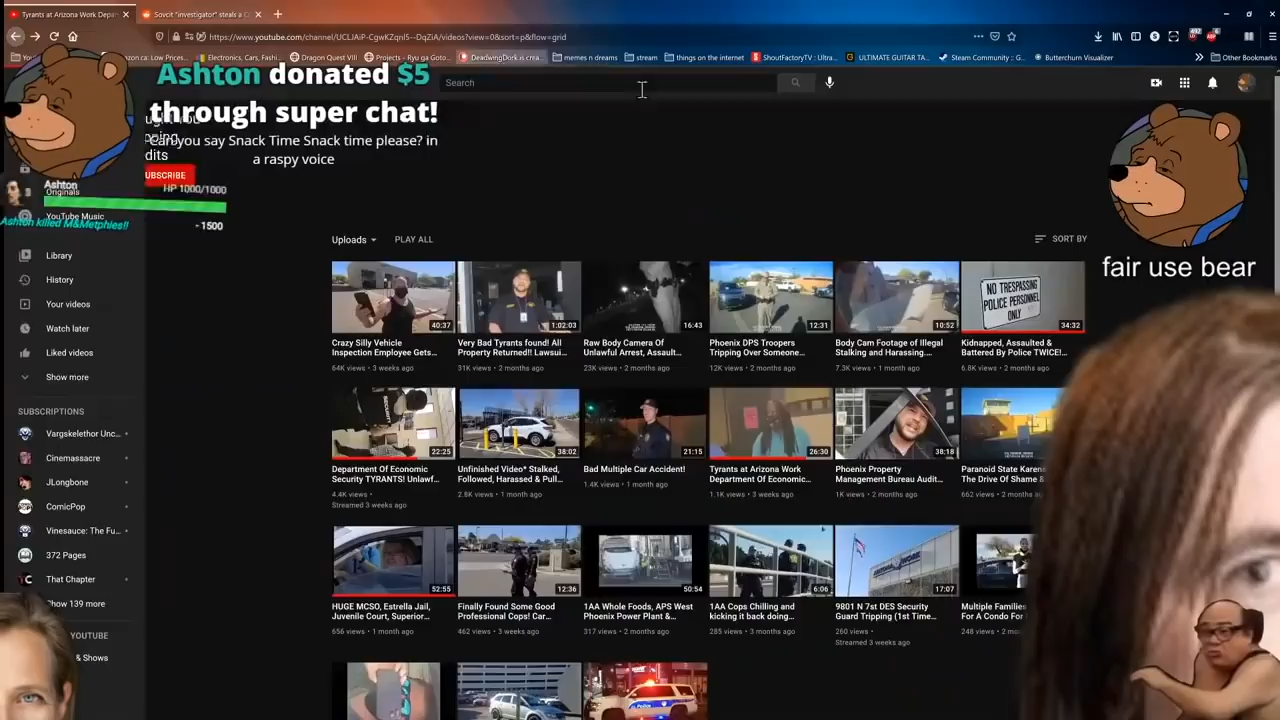 Tyrants at Arizona Work Depar
Sovcit "investigator" steals a
https://www.youtube.com/channel/UCLJAiP-CgwKZqnI5--DqZiA/videos?view=0&sort=p&flow=grid
Electronics, Cars, Fashi...
Dragon Quest VIII
Projects - Ryu ga Goto...
DeadwingDork is crea...
memes n dreams
stream
things on the internet
ShoutFactoryTV : Ultra...
ULTIMATE GUITAR TA...
Steam Community :: G...
Butterchurn Visualizer
Other Bookmarks
Ashton donated $5
through super chat!
Can you say Snack Time Snack time please? in
a raspy voice
Search
dits
SUBSCRIBE
Ashton
HP 1000/1000
Originals
YouTube Music
Ashton killed M&Metphies!!
- 1500
fair use bear
Library
History
Your videos
Watch later
Liked videos
Show more
SUBSCRIPTIONS
Vargskelethor Unc...
Cinemassacre
JLongbone
ComicPop
Vinesauce: The Fu...
372 Pages
That Chapter
Show 139 more
YOUTUBE
& Shows
Uploads
PLAY ALL
SORT BY
NO TRESPASSING
POLICE PERSONNEL
ONLY
40:37
1:02:03
16:43
12:31
10:52
34:32
Crazy Silly Vehicle
Inspection Employee Gets...
64K views • 3 weeks ago
Very Bad Tyrants found! All
Property Returned!! Lawsui...
31K views • 2 months ago
Raw Body Camera Of
Unlawful Arrest, Assault...
23K views • 2 months ago
Phoenix DPS Troopers
Tripping Over Someone...
12K views • 2 months ago
Body Cam Footage of Illegal
Stalking and Harassing....
7.3K views • 1 month ago
Kidnapped, Assaulted &
Battered By Police TWICE!...
6.8K views • 2 months ago
22:25
38:02
21:15
26:30
38:18
Department Of Economic
Security TYRANTS! Unlawf...
4.4K views •
Streamed 3 weeks ago
Unfinished Video* Stalked,
Followed, Harassed & Pull...
2.8K views • 1 month ago
Bad Multiple Car Accident!
1.4K views • 1 month ago
Tyrants at Arizona Work
Department Of Economic...
1.1K views • 3 weeks ago
Phoenix Property
Management Bureau Audit...
1K views • 2 months ago
Paranoid State Karens
The Drive Of Shame &
662 views • 2 mo
52:55
12:36
50:54
6:06
17:07
HUGE MCSO, Estrella Jail,
Juvenile Court, Superior...
656 views • 1 month ago
Finally Found Some Good
Professional Cops! Car...
462 views • 3 weeks ago
1AA Whole Foods, APS West
Phoenix Power Plant &...
317 views • 2 months ago
1AA Cops Chilling and
kicking it back doing...
285 views • 3 months ago
9801 N 7st DES Security
Guard Tripping (1st Time...
260 views •
Streamed 3 weeks ago
Multiple Families
For A Condo For
248 views • 2 mo